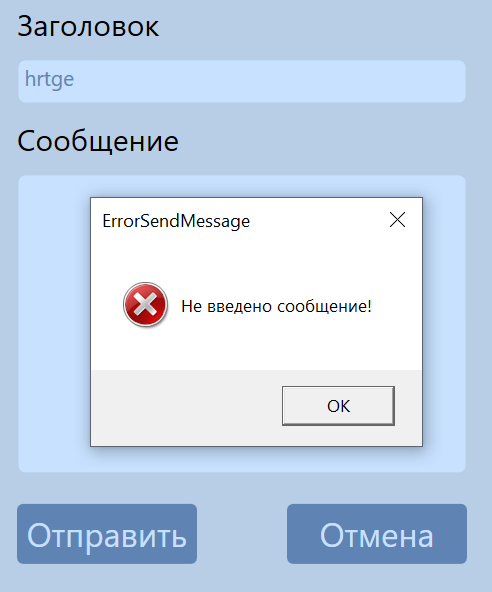 Заголовок
hrtge
Сообщение
ErrorSendMessage
Не введено сообщение!
OK
Отправить
Отмена